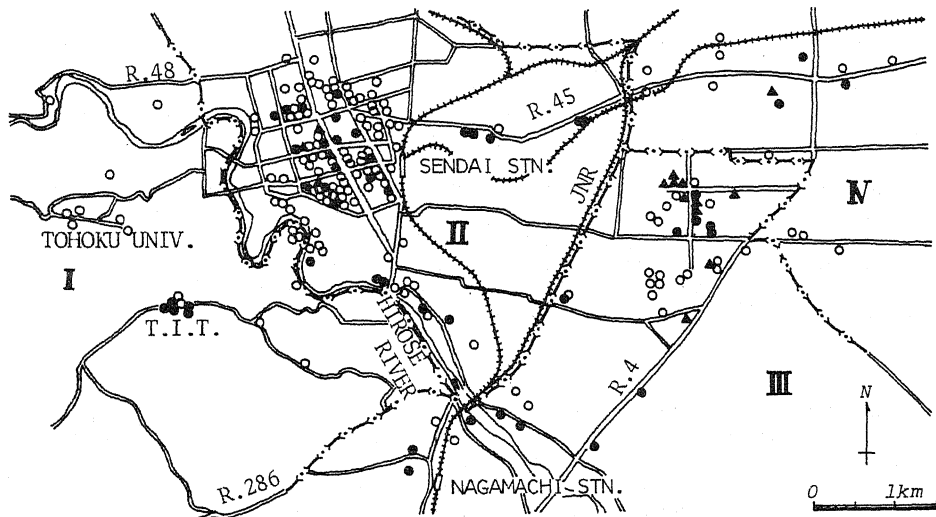 R.48
R.45
SENDAI STN.
JNR
IV
II
TOHOKU UNIV.
I
T.I.T.
HIROSE
RIVER
R.4
III
N
R.286
NAGAMACHI STN.
0 1km